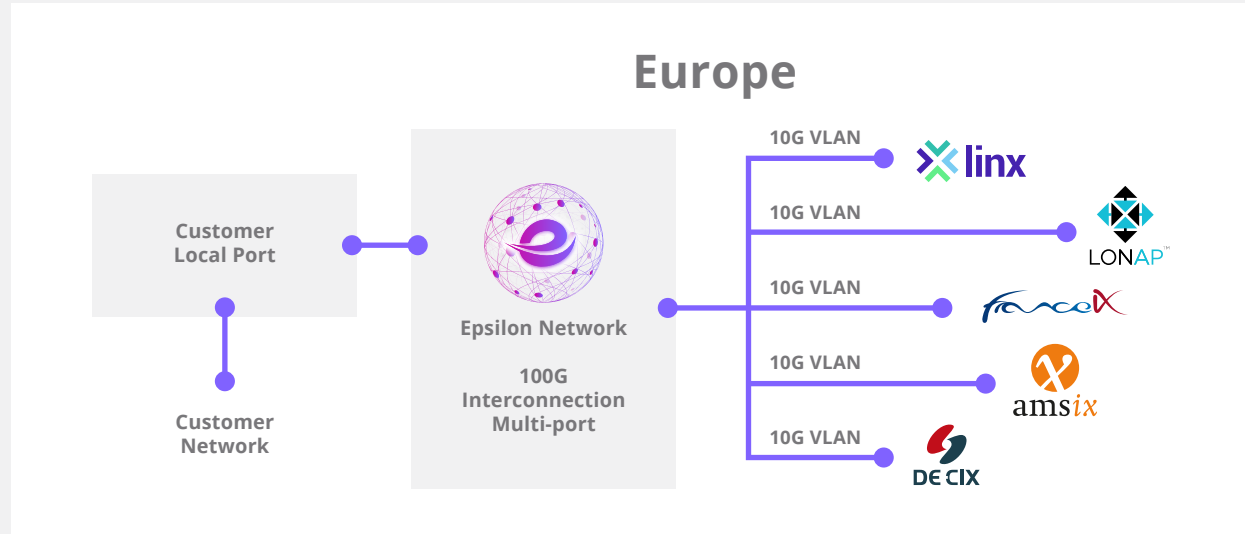 Europe
Customer
Local Port
Customer
Network
Epsilon Network
100G
Interconnection
Multi-port
10G VLAN
linx
10G VLAN
LONAP™
10G VLAN
franceIX
10G VLAN
amsix
10G VLAN
DE CIX